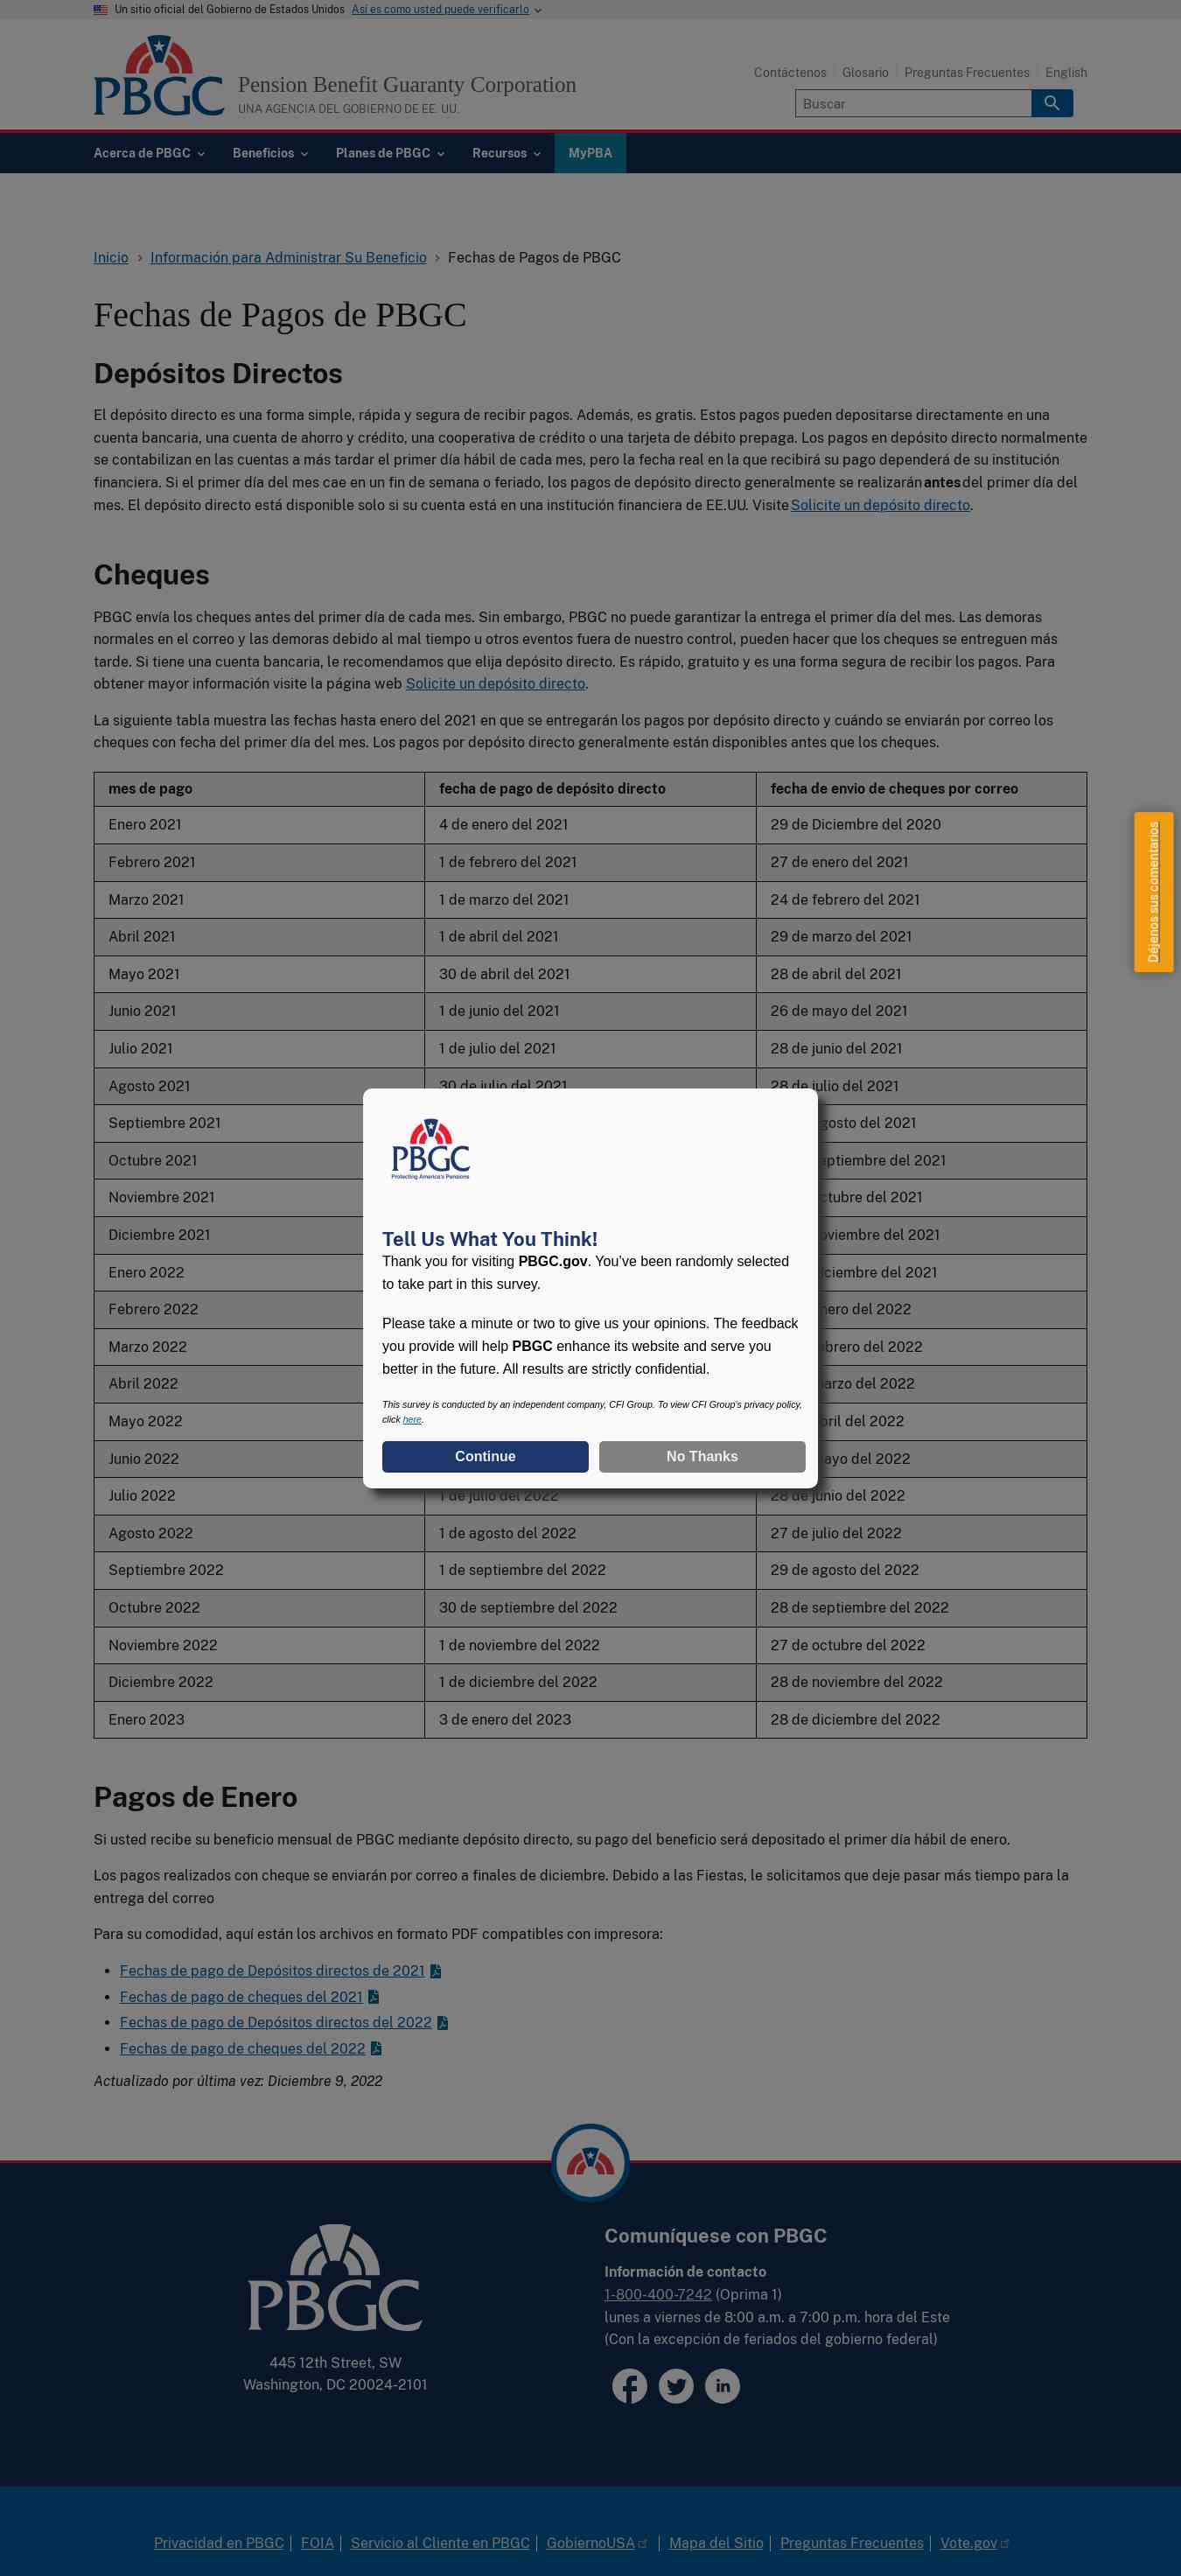 Un sitio oficial del Gobierno de Estados Unidos Así es como usted puede verificarlo
PBGC Pension Benefit Guaranty Corporation
UNA AGENCIA DEL GOBIERNO DE EE. UU.
Contáctenos Glosario Preguntas Frecuentes English
Buscar
Acerca de PBGC Beneficios Planes de PBGC Recursos MyPBA
Inicio Información para Administrar Su Beneficio Fechas de Pagos de PBGC
Fechas de Pagos de PBGC
Depósitos Directos
El depósito directo es una forma simple, rápida y segura de recibir pagos. Además, es gratis. Estos pagos pueden depositarse directamente en una
cuenta bancaria, una cuenta de ahorro y crédito, una cooperativa de crédito o una tarjeta de débito prepaga. Los pagos en depósito directo normalmente
se contabilizan en las cuentas a más tardar el primer día hábil de cada mes, pero la fecha real en la que recibirá su pago dependerá de su institución
financiera. Si el primer día del mes cae en un fin de semana o feriado, los pagos de depósito directo generalmente se realizarán antes del primer día del
mes. El depósito directo está disponible solo si su cuenta está en una institución financiera de EE.UU. Visite Solicite un depósito directo.
Cheques
PBGC envía los cheques antes del primer día de cada mes. Sin embargo, PBGC no puede garantizar la entrega el primer día del mes. Las demoras
normales en el correo y las demoras debido al mal tiempo u otros eventos fuera de nuestro control, pueden hacer que los cheques se entreguen más
tarde. Si tiene una cuenta bancaria, le recomendamos que elija depósito directo. Es rápido, gratuito y es una forma segura de recibir los pagos. Para
obtener mayor información visite la página web Solicite un depósito directo.
La siguiente tabla muestra las fechas hasta enero del 2021 en que se entregarán los pagos por depósito directo y cuándo se enviarán por correo los
cheques con fecha del primer día del mes. Los pagos por depósito directo generalmente están disponibles antes que los cheques.
mes de pago fecha de pago de depósito directo fecha de envio de cheques por correo
Enero 2021 4 de enero del 2021 29 de Diciembre del 2020
Febrero 2021 1 de febrero del 2021 27 de enero del 2021
Marzo 2021 1 de marzo del 2021 24 de febrero del 2021
Abril 2021 1 de abril del 2021 29 de marzo del 2021
Mayo 2021 30 de abril del 2021 28 de abril del 2021
Junio 2021 1 de junio del 2021 26 de mayo del 2021
Julio 2021 1 de julio del 2021 28 de junio del 2021
Agosto 2021 30 de julio del 2021 28 de julio del 2021
Septiembre 2021 del 2021
Octubre 2021 del 2021
Noviembre 2021 del 2021
Diciembre 2021 del 2021
Enero 2022 del 2021
Febrero 2022 del 2022
Marzo 2022 del 2022
Abril 2022 del 2022
Mayo 2022 del 2022
Junio 2022 del 2022
Julio 2022 1 de julio del 2022 28 de junio del 2022
Agosto 2022 1 de agosto del 2022 27 de julio del 2022
Septiembre 2022 1 de septiembre del 2022 29 de agosto del 2022
Octubre 2022 30 de septiembre del 2022 28 de septiembre del 2022
Noviembre 2022 1 de noviembre del 2022 27 de octubre del 2022
Diciembre 2022 1 de diciembre del 2022 28 de noviembre del 2022
Enero 2023 3 de enero del 2023 28 de diciembre del 2022
PBGC
Protecting America's Pensions
Tell Us What You Think!
Thank you for visiting PBGC.gov. You've been randomly selected
to take part in this survey.
Please take a minute or two to give us your opinions. The feedback
you provide will help PBGC enhance its website and serve you
better in the future. All results are strictly confidential.
This survey is conducted by an independent company, CFI Group. To view CFI Group's privacy policy,
click here.
Continue No Thanks
Déjenos sus comentarios
Pagos de Enero
Si usted recibe su beneficio mensual de PBGC mediante depósito directo, su pago del beneficio será depositado el primer día hábil de enero.
Los pagos realizados con cheque se enviarán por correo a finales de diciembre. Debido a las Fiestas, le solicitamos que deje pasar más tiempo para la
entrega del correo
Para su comodidad, aquí están los archivos en formato PDF compatibles con impresora:
Fechas de pago de Depósitos directos de 2021
Fechas de pago de cheques del 2021
Fechas de pago de Depósitos directos del 2022
Fechas de pago de cheques del 2022
Actualizado por última vez: Diciembre 9, 2022
PBGC
445 12th Street, SW
Washington, DC 20024-2101
Comuníquese con PBGC
Información de contacto
1-800-400-7242 (Oprima 1)
lunes a viernes de 8:00 a.m. a 7:00 p.m. hora del Este
(Con la excepción de feriados del gobierno federal)
Privacidad en PBGC FOIA Servicio al Cliente en PBGC GobiernoUSA Mapa del Sitio Preguntas Frecuentes Vote.gov